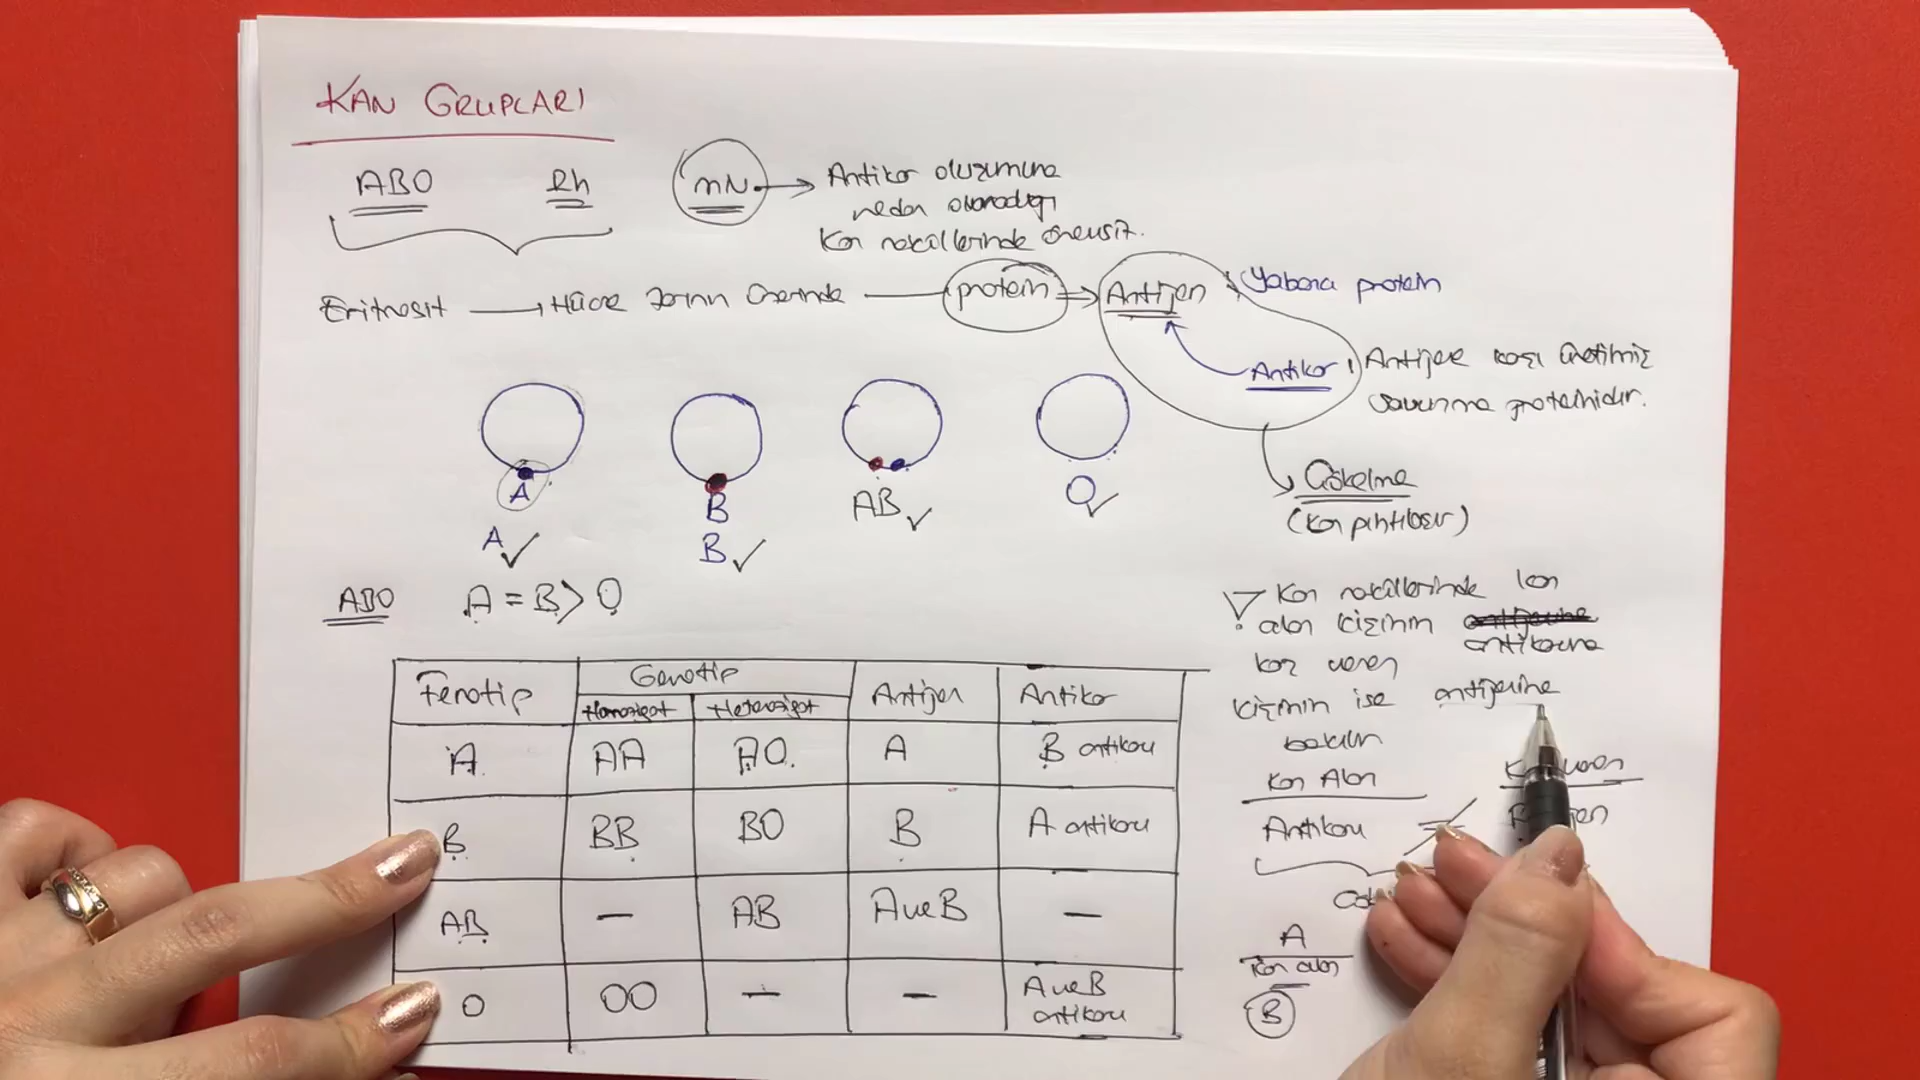 KAN GRUPLARI
ABO Rh MN → Antikor oluşumuna
neden olmadığı
Kan nakillerinde önemsiz.
Eritrosit → Hücre zarının üzerinde — protein ⇒ Antijen : Yabancı protein
Antikor : Antijene karşı üretilmiş
savunma proteinidir.
A B AB ✓ O ✓
A ✓ B ✓
Çökelme
(Kan pıhtılaşır)
ABO A = B > O
! Kan nakillerinde kan
alan kişinin
antikoruna
kan veren
kişinin ise antijenine
bakılır
Kan Alan
Antikoru ≠
A
Kan alan
B
Fenotip Genotip Antijen Antikor
Homozigot Heterozigot
A AA AO A B antikoru
B BB BO B A antikoru
AB — AB A ve B —
O OO — — A ve B
antikoru